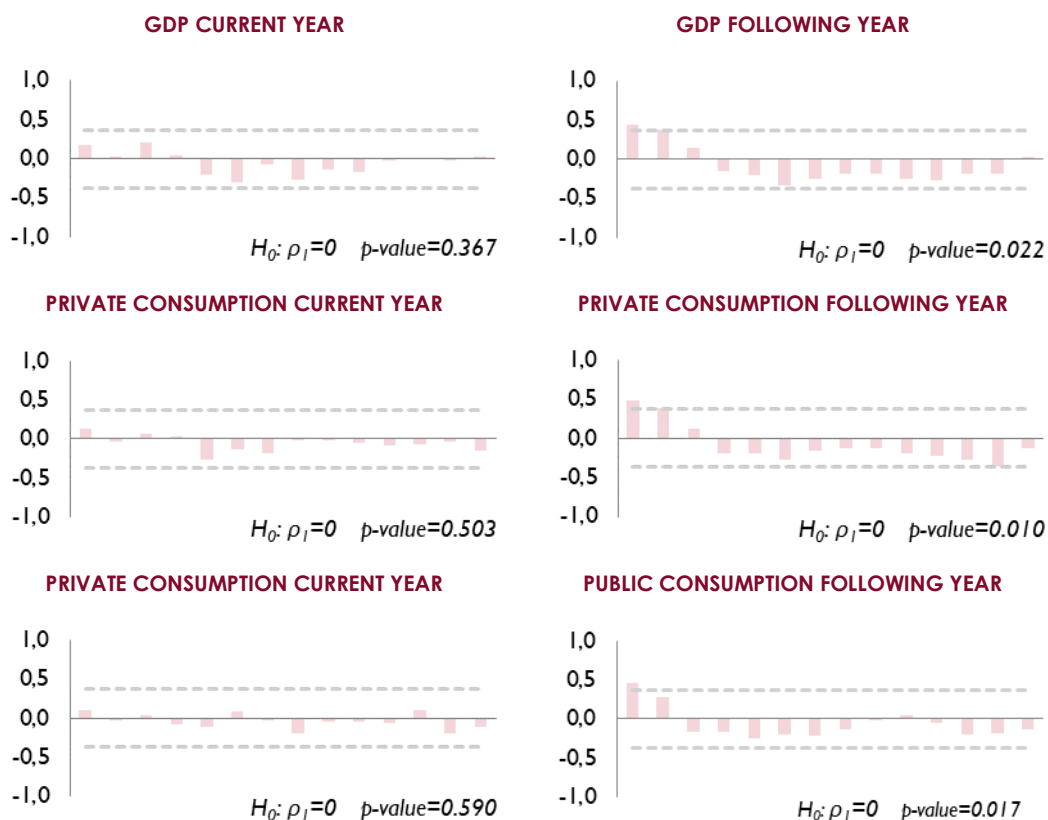 GDP CURRENT YEAR
1,0
0,5
0,0
-0,5
-1,0
H0: ρ1=0 p-value=0.367
GDP FOLLOWING YEAR
1,0
0,5
0,0
-0,5
-1,0
H0: ρ1=0 p-value=0.022
PRIVATE CONSUMPTION CURRENT YEAR
1,0
0,5
0,0
-0,5
-1,0
H0: ρ1=0 p-value=0.503
PRIVATE CONSUMPTION FOLLOWING YEAR
1,0
0,5
0,0
-0,5
-1,0
H0: ρ1=0 p-value=0.010
PRIVATE CONSUMPTION CURRENT YEAR
1,0
0,5
0,0
-0,5
-1,0
H0: ρ1=0 p-value=0.590
PUBLIC CONSUMPTION FOLLOWING YEAR
1,0
0,5
0,0
-0,5
-1,0
H0: ρ1=0 p-value=0.017